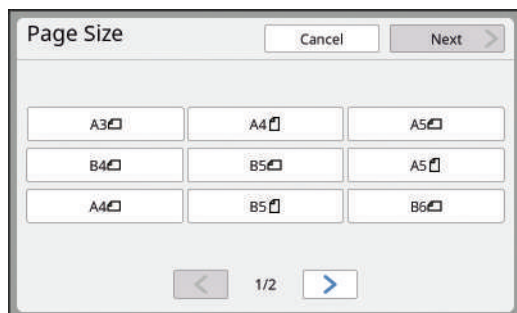 Page Size Cancel Next
A3 A4 A5
B4 B5 A5
A4 B5 B6
1/2